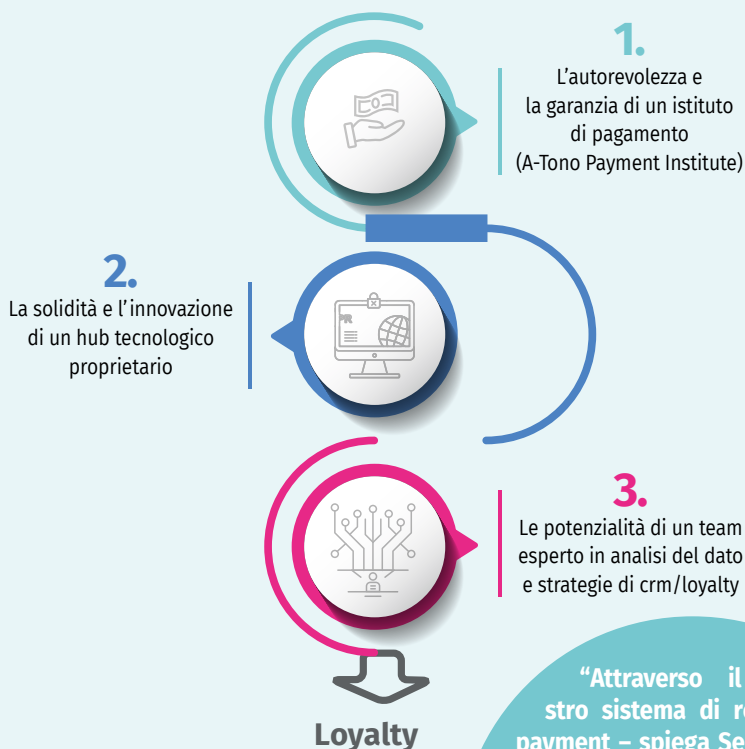 1.
L’autorevolezza e
la garanzia di un istituto
di pagamento
(A-Tono Payment Institute)
2.
La solidità e l’innovazione
di un hub tecnologico
proprietario
3.
Le potenzialità di un team
esperto in analisi del dato
e strategie di crm/loyalty
Loyalty
“Attraverso il
stro sistema di
payment – spiega